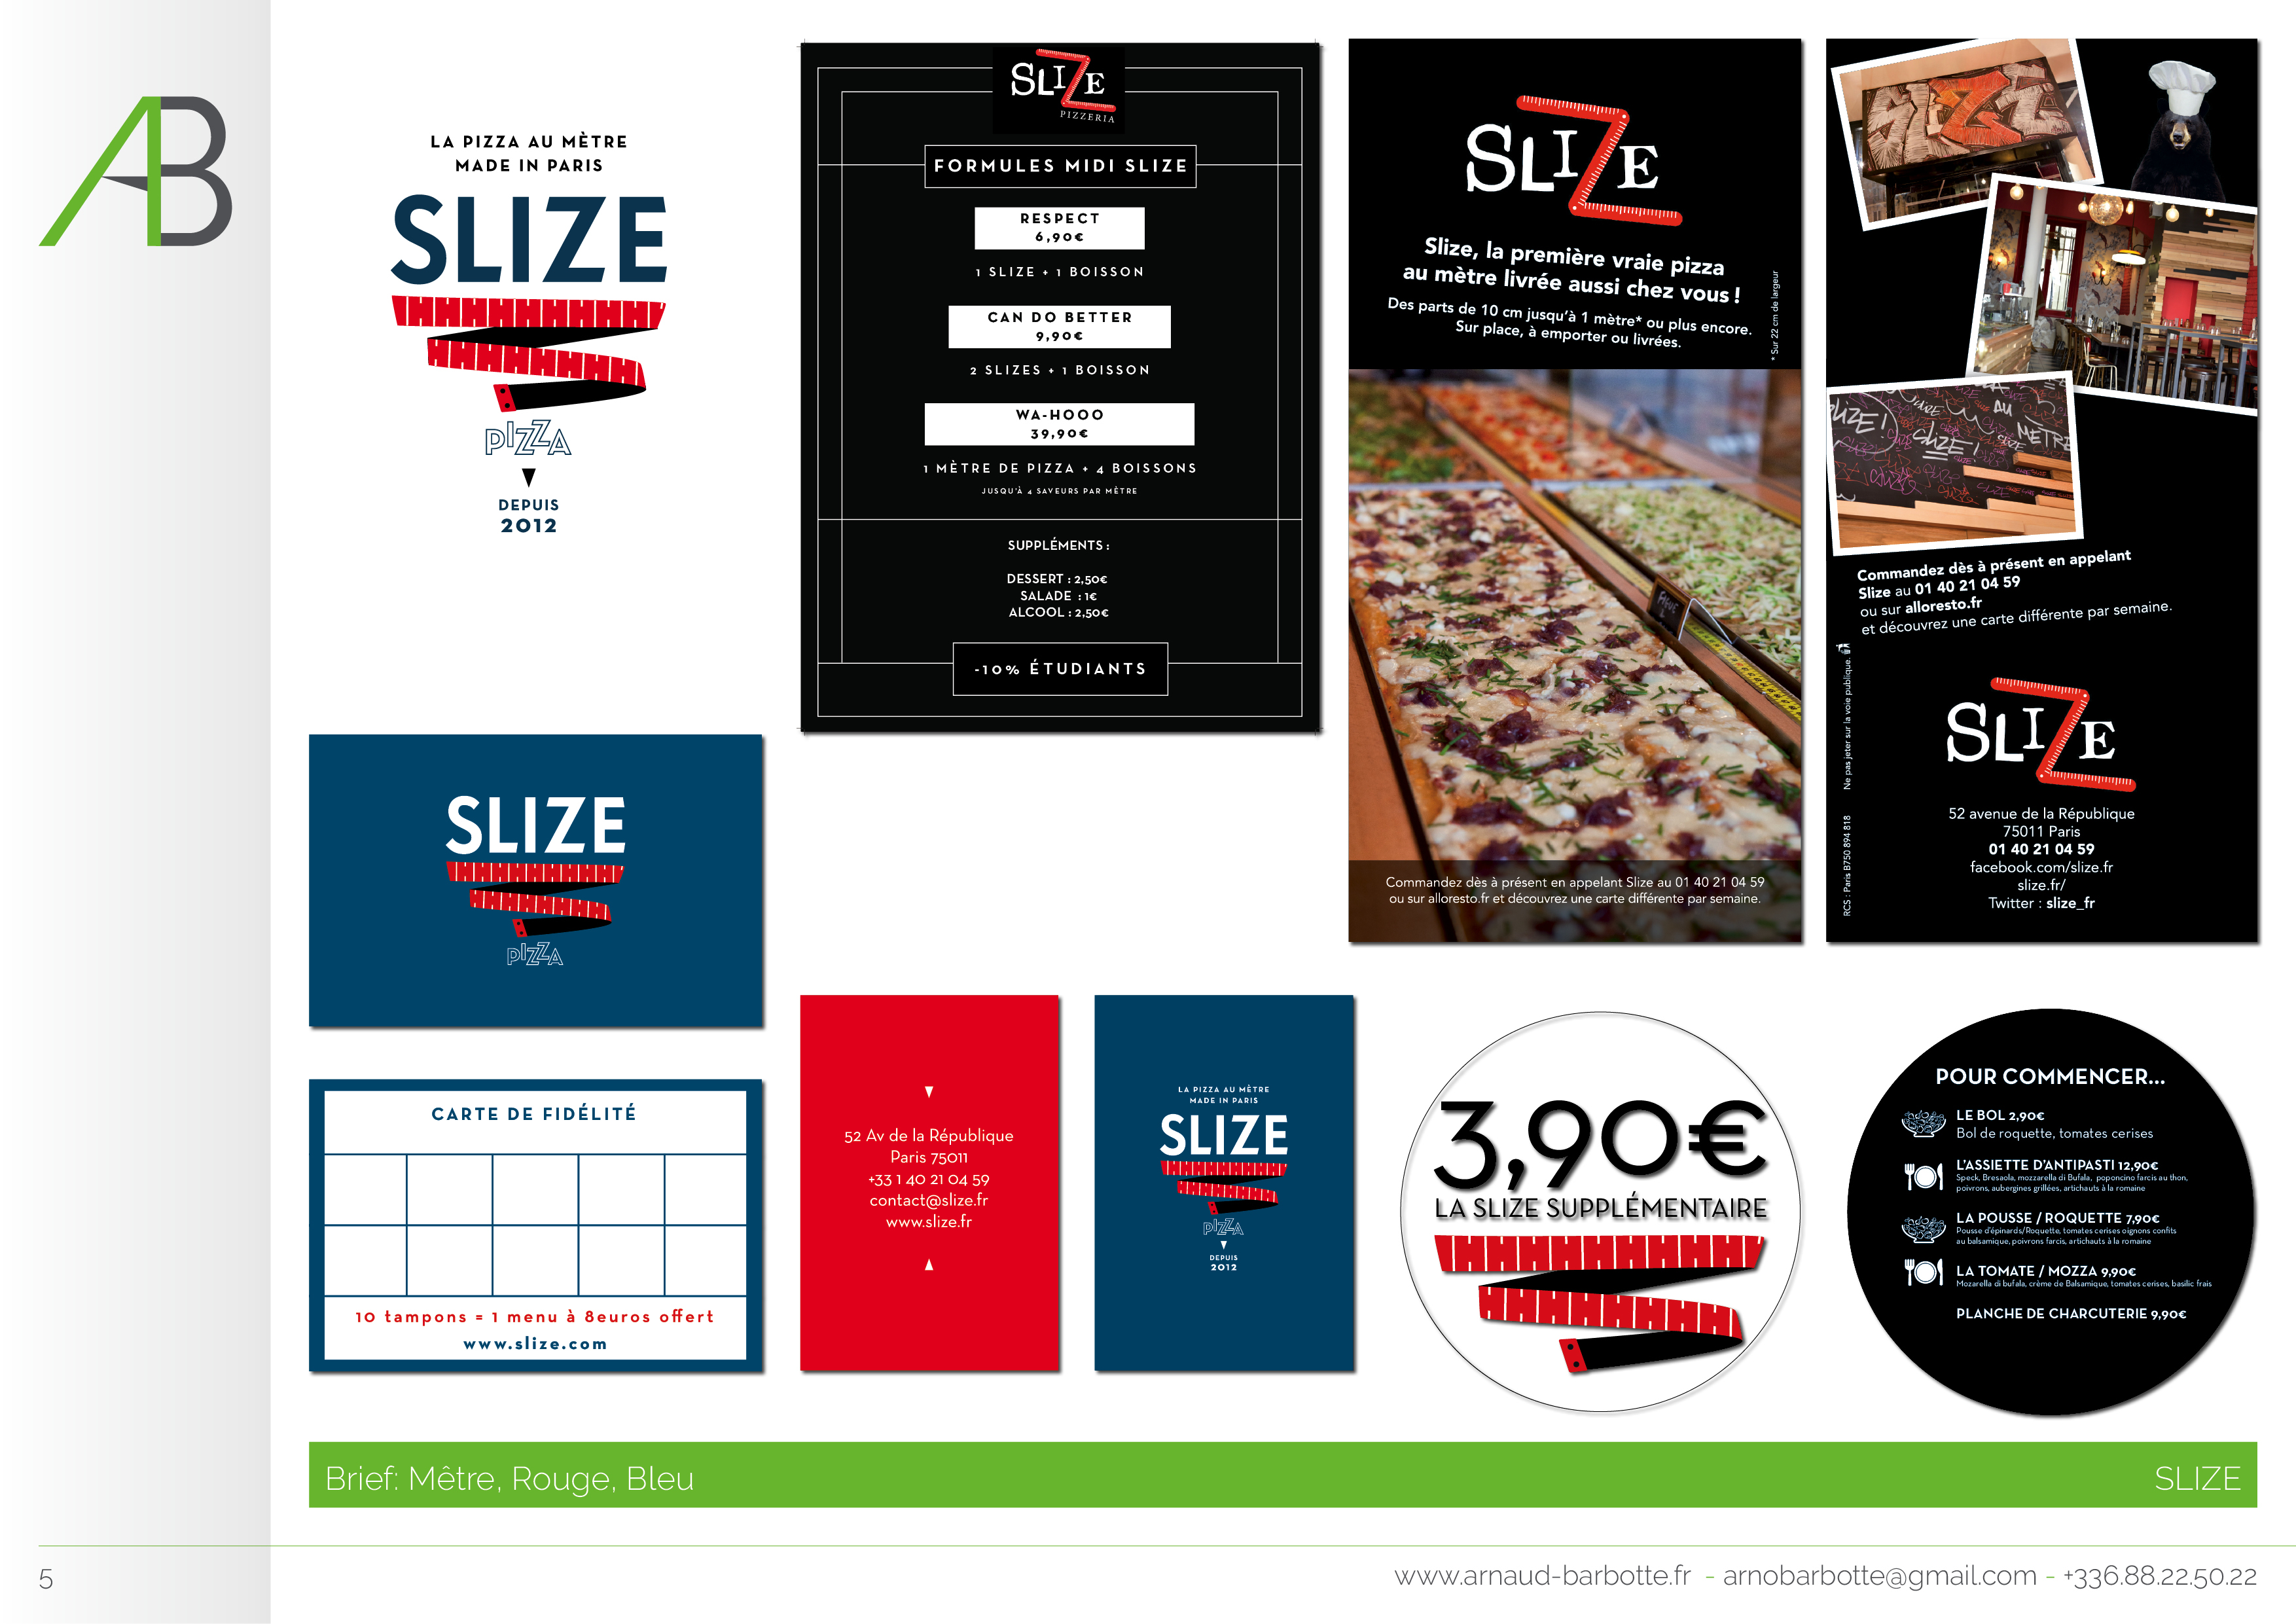 AB
LA PIZZA AU MÈTRE
MADE IN PARIS
SLIZE
PIZZA
DEPUIS
2012
SLIZE
PIZZERIA
FORMULES MIDI SLIZE
RESPECT
6,90€
1 SLIZE + 1 BOISSON
CAN DO BETTER
9,90€
2 SLIZES + 1 BOISSON
WA-HOOO
39,90€
1 MÈTRE DE PIZZA + 4 BOISSONS
JUSQU'À 4 SAVEURS PAR MÈTRE
SUPPLÉMENTS :
DESSERT : 2,50€
SALADE : 1€
ALCOOL : 2,50€
-10% ÉTUDIANTS
SLIZE
Slize, la première vraie pizza
au mètre livrée aussi chez vous !
Des parts de 10 cm jusqu'à 1 mètre* ou plus encore.
Sur place, à emporter ou livrées.
* Sur 22 cm de largeur
Commandez dès à présent en appelant Slize au 01 40 21 04 59
ou sur alloresto.fr et découvrez une carte différente par semaine.
SLIZE!
AU
METRE
Commandez dès à présent en appelant
Slize au 01 40 21 04 59
ou sur alloresto.fr
et découvrez une carte différente par semaine.
Ne pas jeter sur la voie publique.
RCS : Paris B750 894 818
SLIZE
52 avenue de la République
75011 Paris
01 40 21 04 59
facebook.com/slize.fr
slize.fr/
Twitter : slize_fr
SLIZE
PIZZA
CARTE DE FIDÉLITÉ
10 tampons = 1 menu à 8euros offert
www.slize.com
52 Av de la République
Paris 75011
+33 1 40 21 04 59
contact@slize.fr
www.slize.fr
LA PIZZA AU MÈTRE
MADE IN PARIS
SLIZE
PIZZA
DEPUIS
2012
3,90€
LA SLIZE SUPPLÉMENTAIRE
POUR COMMENCER...
LE BOL 2,90€
Bol de roquette, tomates cerises
L'ASSIETTE D'ANTIPASTI 12,90€
Speck, Bresaola, mozzarella di Bufala, poponcino farcis au thon,
poivrons, aubergines grillées, artichauts à la romaine
LA POUSSE / ROQUETTE 7,90€
Pousse d'épinards/Roquette, tomates cerises oignons confits
au balsamique, poivrons farcis, artichauts à la romaine
LA TOMATE / MOZZA 9,90€
Mozarella di bufala, crème de Balsamique, tomates cerises, basilic frais
PLANCHE DE CHARCUTERIE 9,90€
Brief: Mêtre, Rouge, Bleu
SLIZE
5
www.arnaud-barbotte.fr - arnobarbotte@gmail.com - +336.88.22.50.22